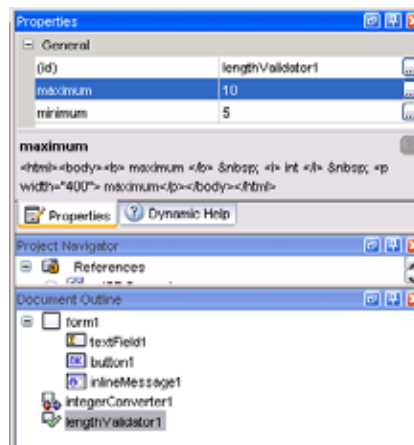 Properties
General
(id) lengthValidator1
maximum 10
minimum 5
maximum
<html><body><b> maximum </b> &nbsp; <i> int </i> &nbsp; <p
width="400"> maximum</p></body></html>
Properties Dynamic Help
Project Navigator
References
Document Outline
form1
textField1
button1
inlineMessage1
integerConverter1
lengthValidator1